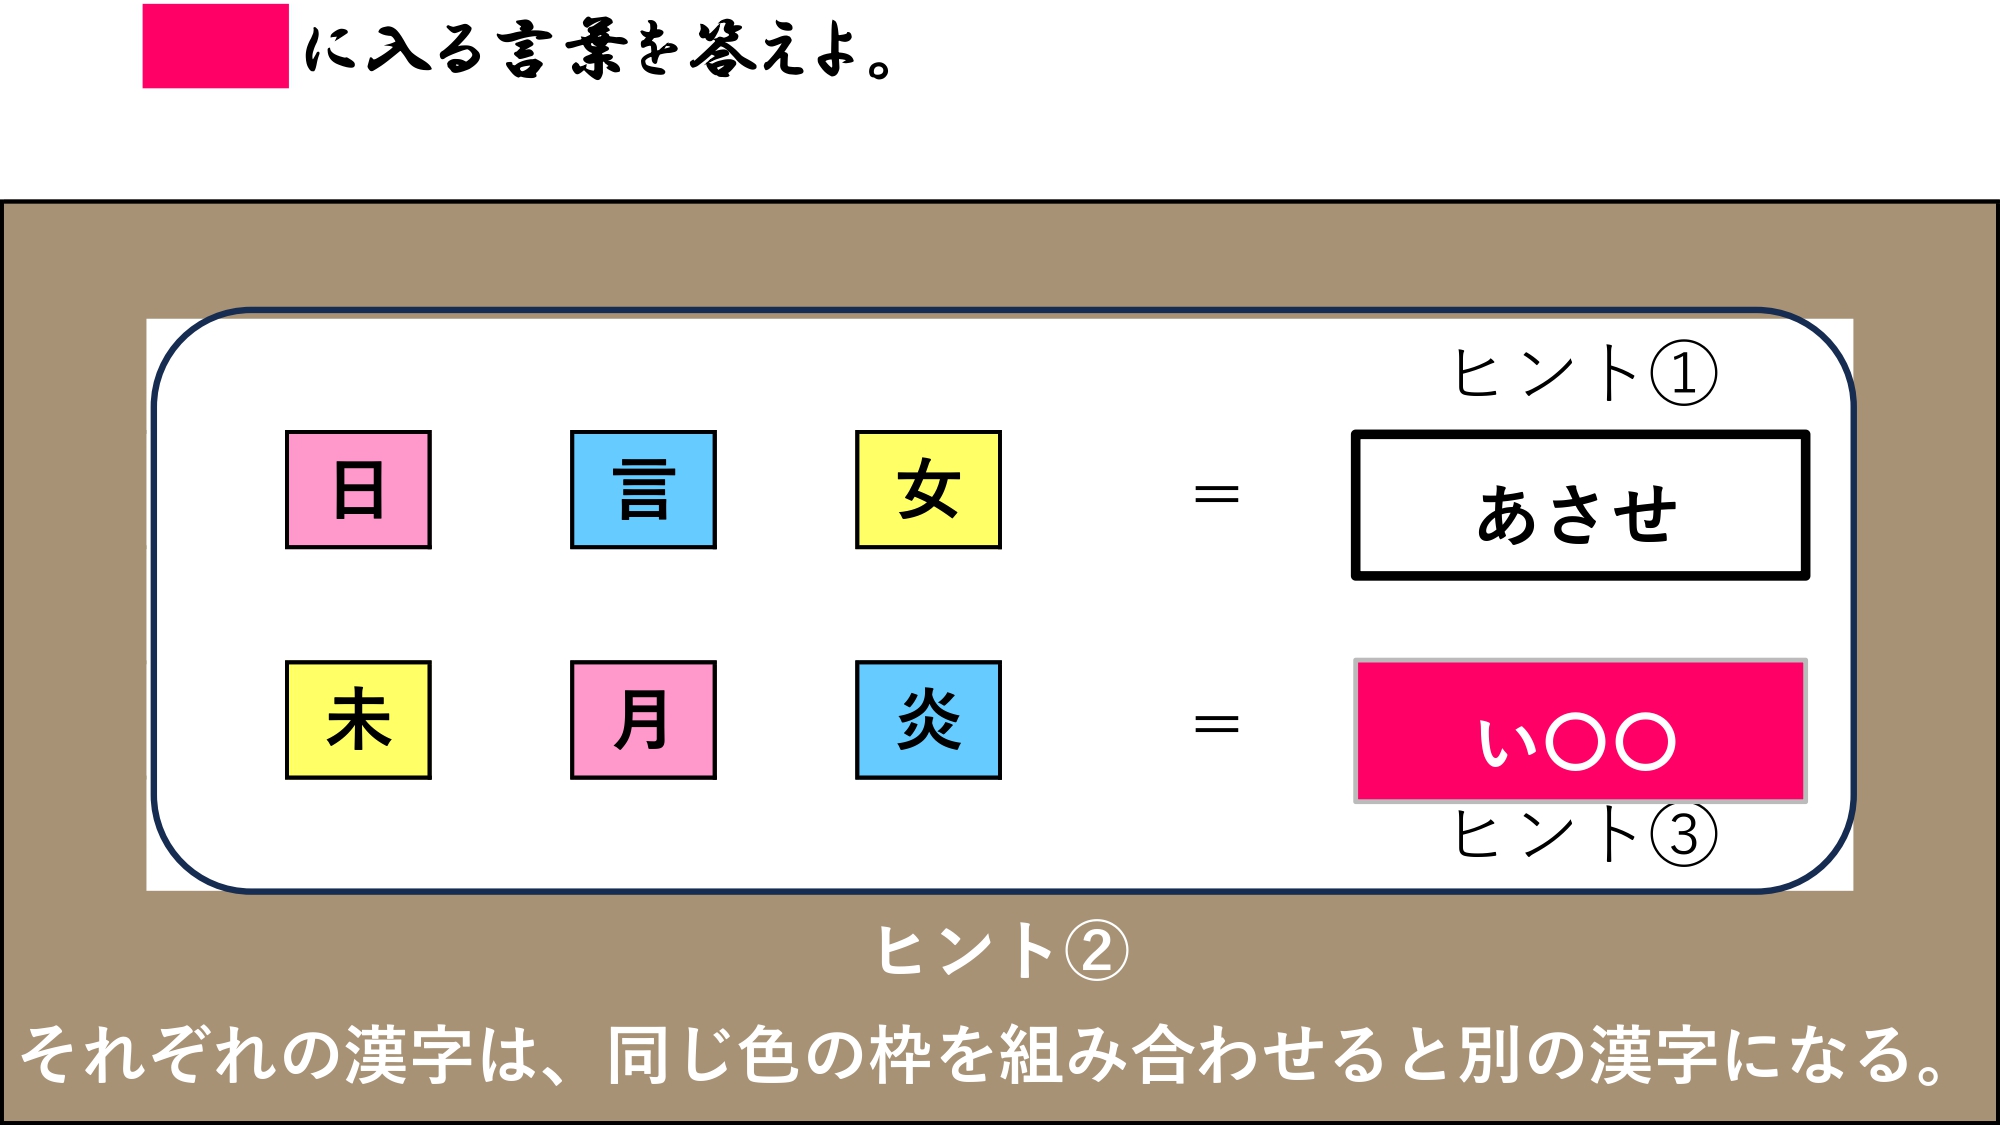 に入る言葉を答えよ。
ヒント①
日 言 女 = あさせ
未 月 炎 = い〇〇
ヒント③
ヒント②
それぞれの漢字は、同じ色の枠を組み合わせると別の漢字になる。